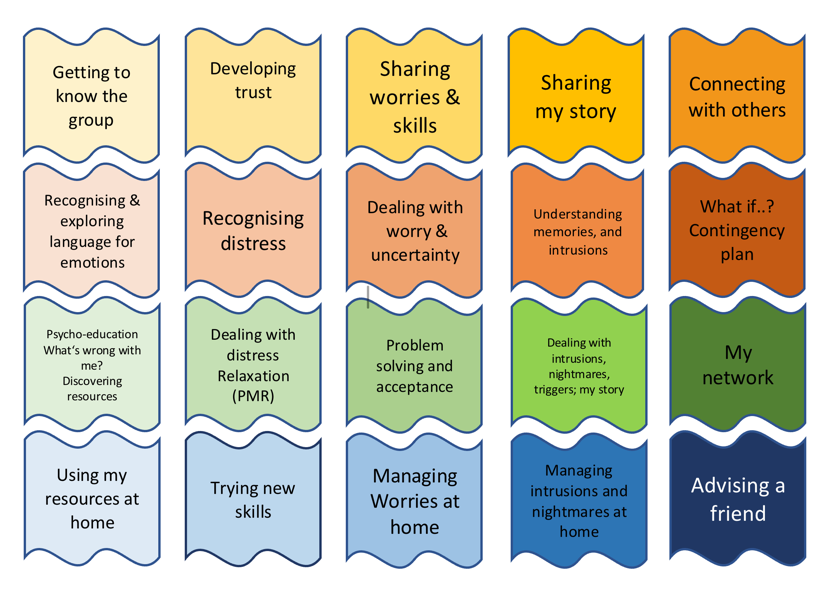 Getting to
know the
group
Developing
trust
Sharing
worries &
skills
Sharing
my story
Connecting
with others
Recognising &
exploring
language for
emotions
Recognising
distress
Dealing with
worry &
uncertainty
Understanding
memories, and
intrusions
What if..?
Contingency
plan
Psycho-education
What's wrong with
me?
Discovering
resources
Dealing with
distress
Relaxation
(PMR)
Problem
solving and
acceptance
Dealing with
intrusions,
nightmares,
triggers; my story
My
network
Using my
resources at
home
Trying new
skills
Managing
Worries at
home
Managing
intrusions and
nightmares at
home
Advising a
friend